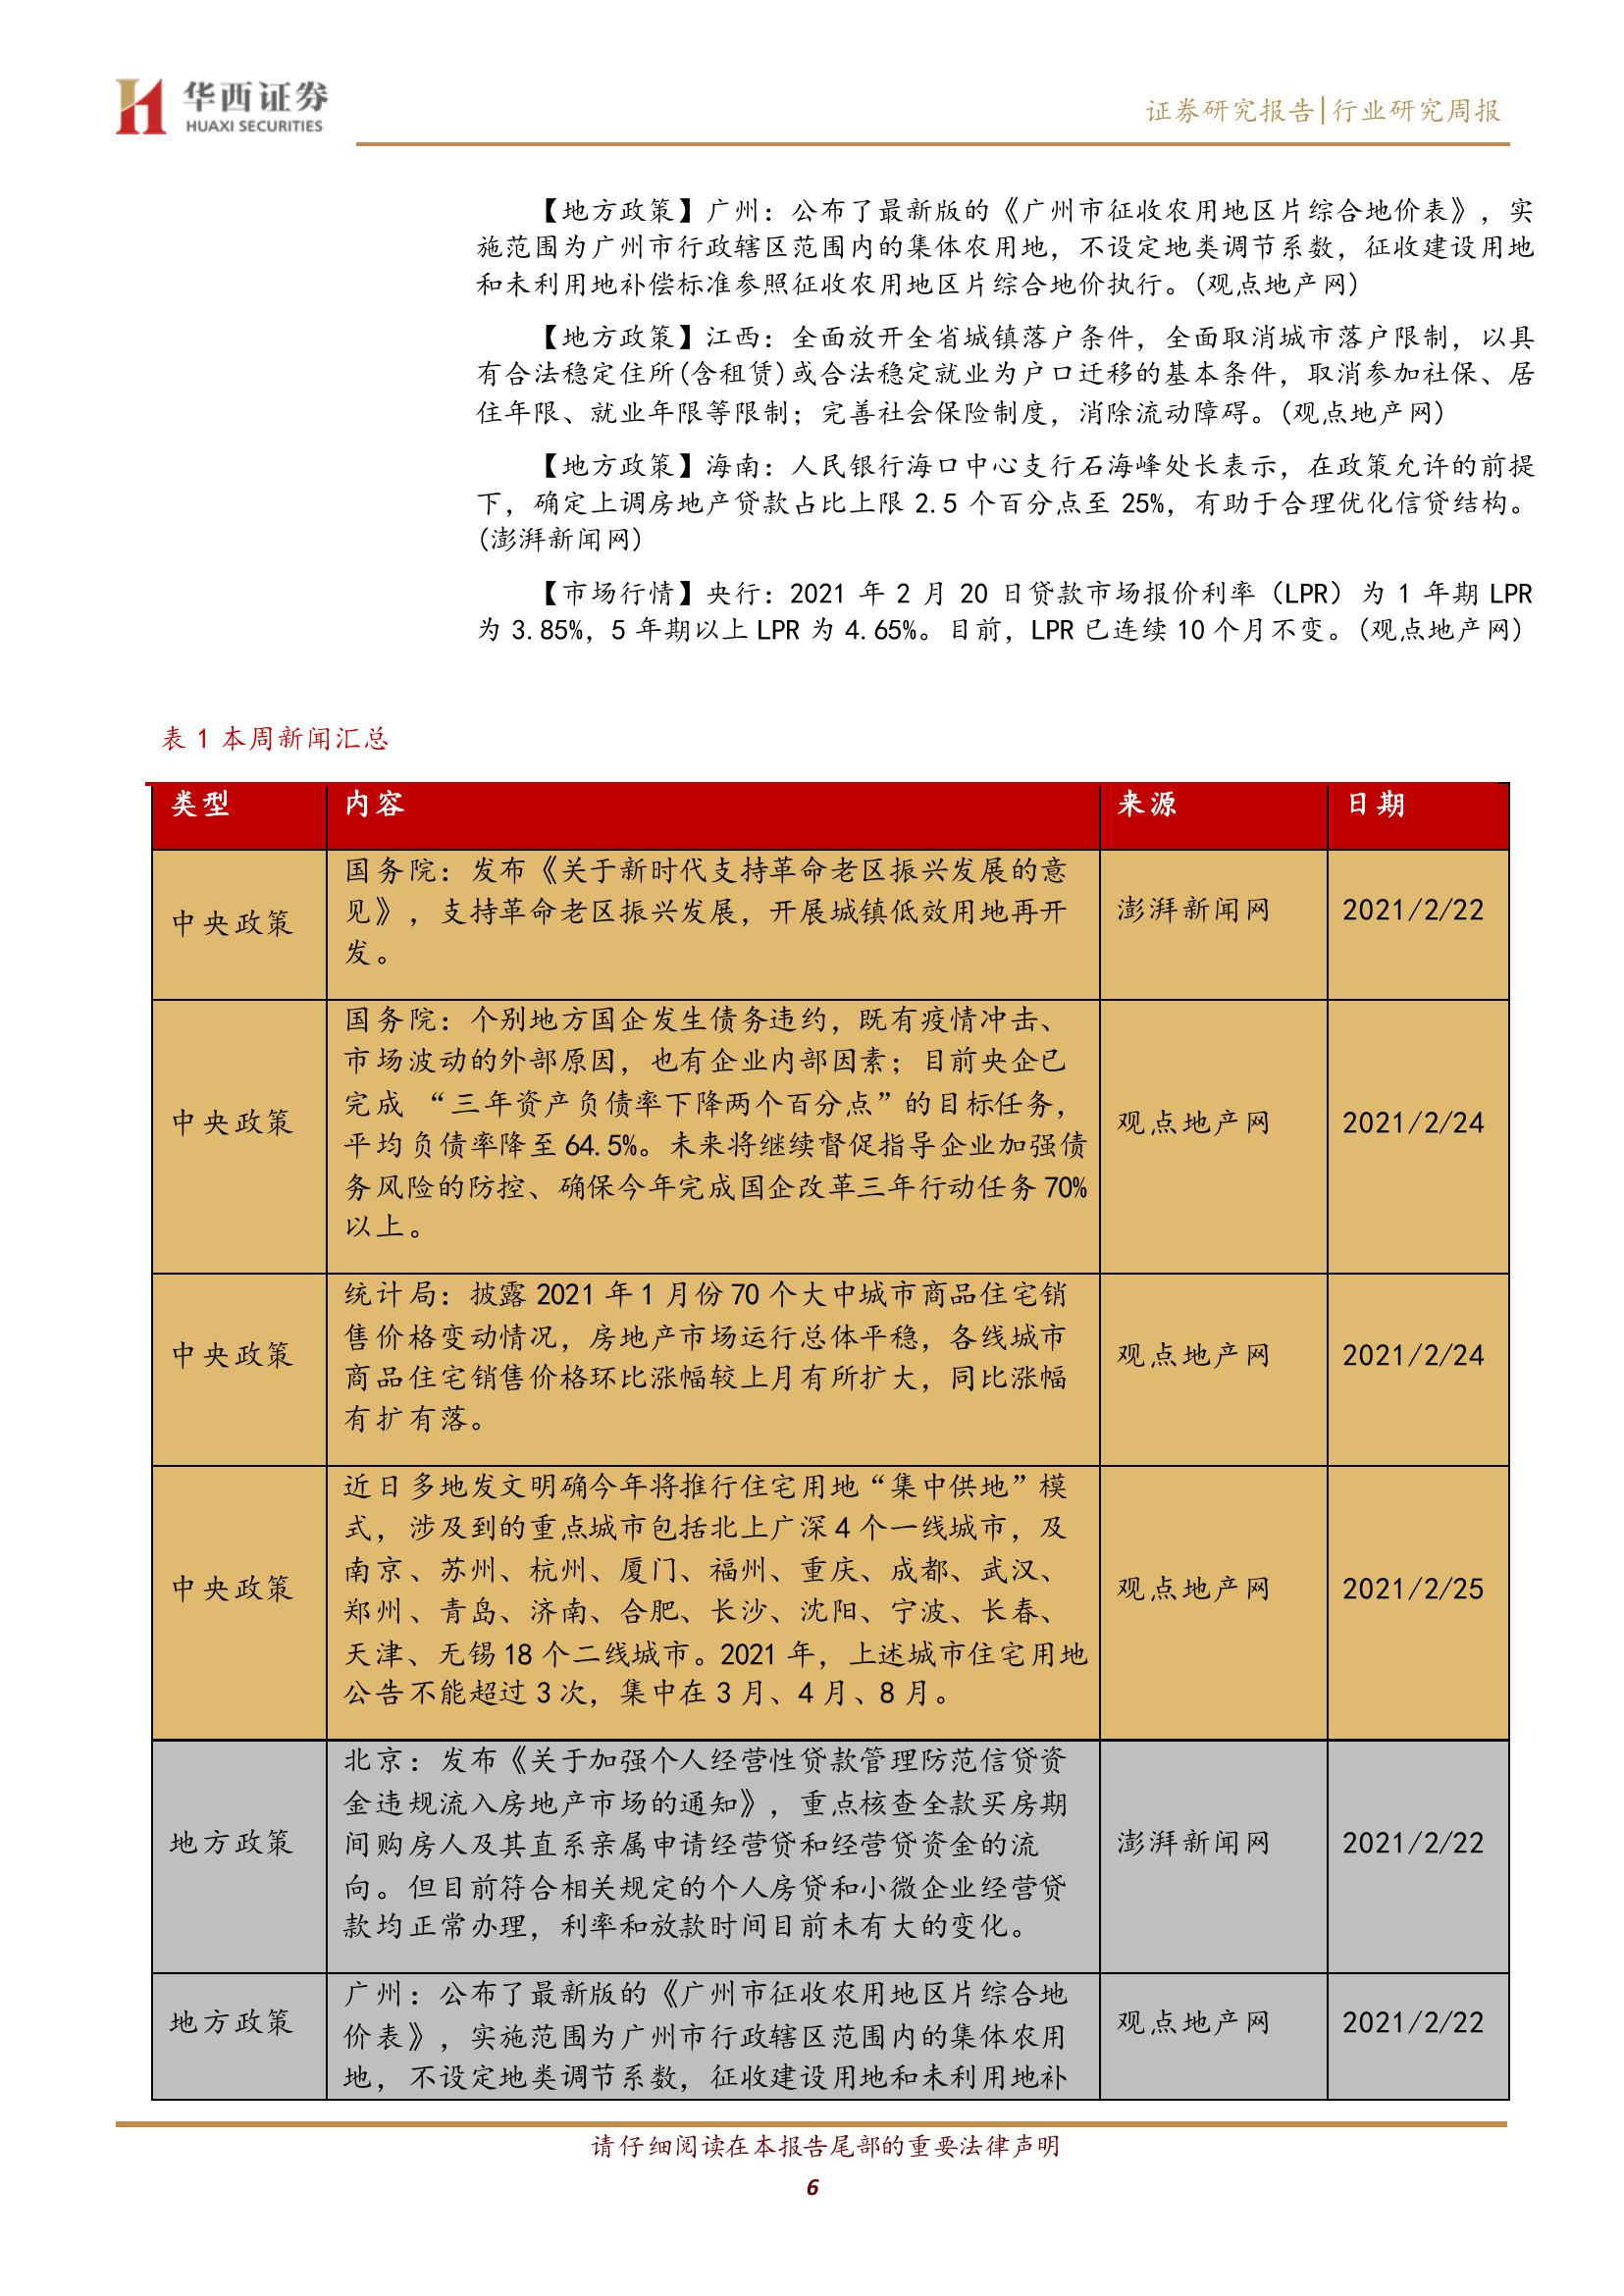 华西证券
HUAXI SECURITIES
证券研究报告|行业研究周报
【地方政策】广州：公布了最新版的《广州市征收农用地区片综合地价表》，实
施范围为广州市行政辖区范围内的集体农用地，不设定地类调节系数，征收建设用地
和未利用地补偿标准参照征收农用地区片综合地价执行。(观点地产网)
【地方政策】江西：全面放开全省城镇落户条件，全面取消城市落户限制，以具
有合法稳定住所(含租赁)或合法稳定就业为户口迁移的基本条件，取消参加社保、居
住年限、就业年限等限制；完善社会保险制度，消除流动障碍。(观点地产网)
【地方政策】海南：人民银行海口中心支行石海峰处长表示，在政策允许的前提
下，确定上调房地产贷款占比上限 2.5 个百分点至 25%，有助于合理优化信贷结构。
(澎湃新闻网)
【市场行情】央行：2021 年 2 月 20 日贷款市场报价利率（LPR）为 1 年期 LPR
为 3.85%，5 年期以上 LPR 为 4.65%。目前，LPR 已连续 10 个月不变。(观点地产网)
表 1 本周新闻汇总
类型 内容 来源 日期
国务院：发布《关于新时代支持革命老区振兴发展的意
见》，支持革命老区振兴发展，开展城镇低效用地再开
发。
中央政策 澎湃新闻网 2021/2/22
国务院：个别地方国企发生债务违约，既有疫情冲击、
市场波动的外部原因，也有企业内部因素；目前央企已
完成 “三年资产负债率下降两个百分点”的目标任务，
平均负债率降至 64.5%。未来将继续督促指导企业加强债
务风险的防控、确保今年完成国企改革三年行动任务 70%
以上。
中央政策 观点地产网 2021/2/24
统计局：披露 2021 年 1 月份 70 个大中城市商品住宅销
售价格变动情况，房地产市场运行总体平稳，各线城市
商品住宅销售价格环比涨幅较上月有所扩大，同比涨幅
有扩有落。
中央政策 观点地产网 2021/2/24
近日多地发文明确今年将推行住宅用地“集中供地”模
式，涉及到的重点城市包括北上广深 4 个一线城市，及
南京、苏州、杭州、厦门、福州、重庆、成都、武汉、
郑州、青岛、济南、合肥、长沙、沈阳、宁波、长春、
天津、无锡 18 个二线城市。2021 年，上述城市住宅用地
公告不能超过 3 次，集中在 3 月、4 月、8 月。
中央政策 观点地产网 2021/2/25
北京：发布《关于加强个人经营性贷款管理防范信贷资
金违规流入房地产市场的通知》，重点核查全款买房期
间购房人及其直系亲属申请经营贷和经营贷资金的流
向。但目前符合相关规定的个人房贷和小微企业经营贷
款均正常办理，利率和放款时间目前未有大的变化。
地方政策 澎湃新闻网 2021/2/22
广州：公布了最新版的《广州市征收农用地区片综合地
价表》，实施范围为广州市行政辖区范围内的集体农用
地，不设定地类调节系数，征收建设用地和未利用地补
地方政策 观点地产网 2021/2/22
请仔细阅读在本报告尾部的重要法律声明
6